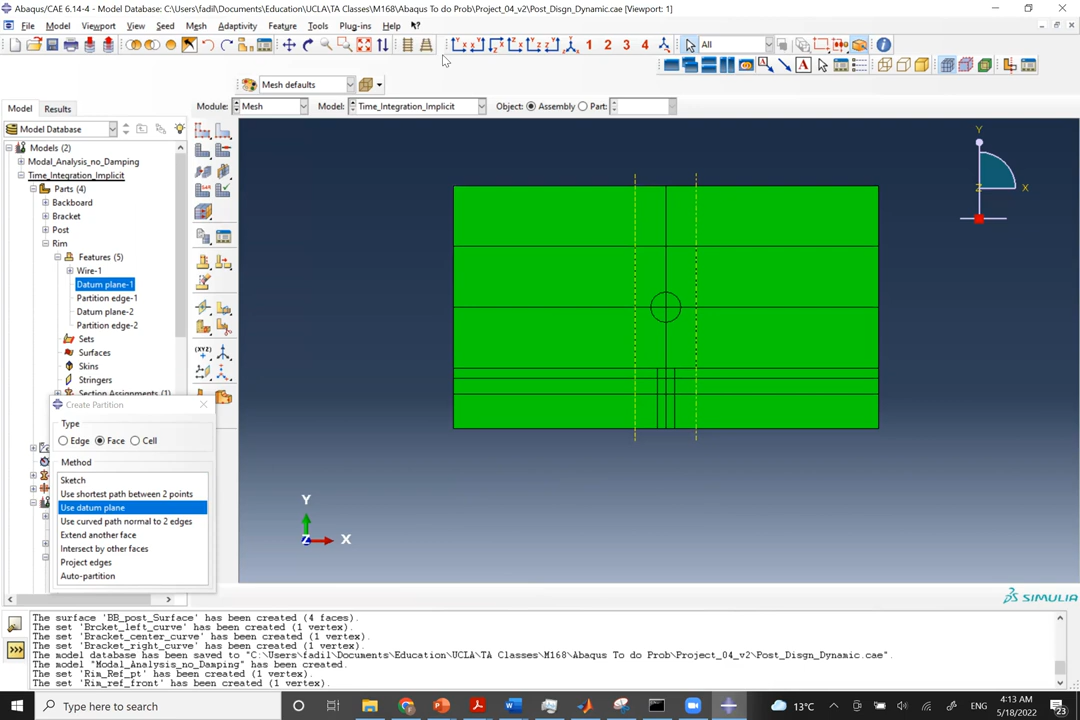 Abaqus/CAE 6.14-4 - Model Database: C:\Users\fadil\Documents\Education\UCLA\TA Classes\M168\Abaqus To do Prob\Project_04_v2\Post_Disgn_Dynamic.cae [Viewport: 1]
File Model Viewport View Seed Mesh Adaptivity Feature Tools Plug-ins Help
1 2 3 4 All
A
Mesh defaults
Model Results Module: Mesh Model: Time_Integration_Implicit Object: Assembly Part:
Model Database
Models (2)
Modal_Analysis_no_Damping
Time_Integration_Implicit
Parts (4)
Backboard
Bracket
Post
Rim
Features (5)
Wire-1
Datum plane-1
Partition edge-1
Datum plane-2
Partition edge-2
Sets
Surfaces
Skins
Stringers
Section Assignments (1)
Create Partition
Type
Edge Face Cell
Method
Sketch
Use shortest path between 2 points
Use datum plane
Use curved path normal to 2 edges
Extend another face
Intersect by other faces
Project edges
Auto-partition
(XYZ)
Y
X
Z
Y
Z X
SIMULIA
The surface 'BB_post_Surface' has been created (4 faces).
The set 'Brcket_left_curve' has been created (1 vertex).
The set 'Bracket_center_curve' has been created (1 vertex).
The set 'Bracket_right_curve' has been created (1 vertex).
The model database has been saved to "C:\Users\fadil\Documents\Education\UCLA\TA Classes\M168\Abaqus To do Prob\Project_04_v2\Post_Disgn_Dynamic.cae".
The model "Modal_Analysis_no_Damping" has been created.
The set 'Rim_Ref_pt' has been created (1 vertex).
The set 'Rim_ref_front' has been created (1 vertex).
Type here to search
13°C
4:13 AM
5/18/2022
23